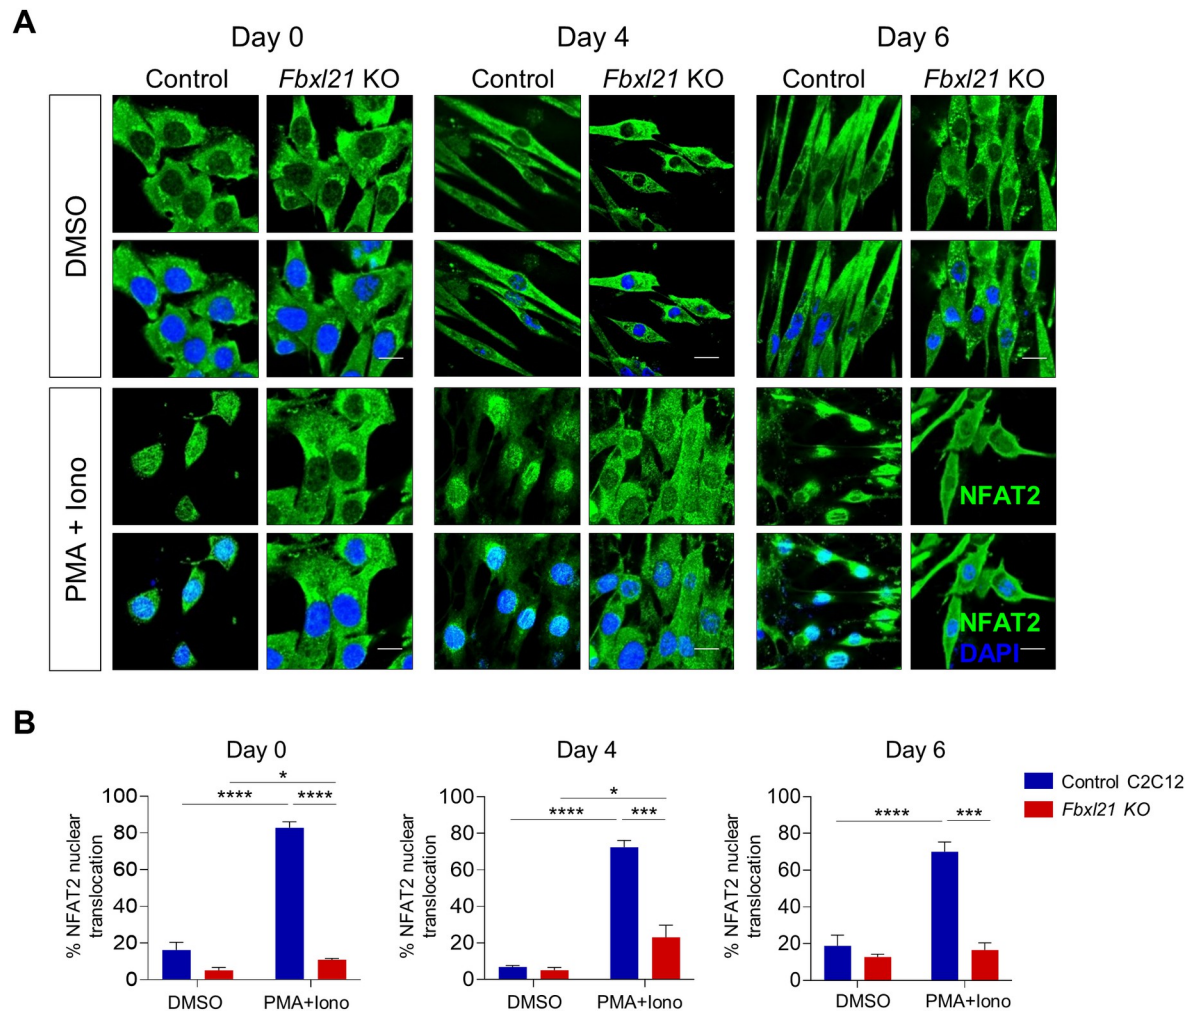 A
Day 0 Day 4 Day 6
Control Fbxl21 KO Control Fbxl21 KO Control Fbxl21 KO
DMSO
PMA + Iono
NFAT2
NFAT2
DAPI
B
Day 0
% NFAT2 nuclear
translocation
100
80
60
40
20
0
* 
**** ****
DMSO PMA+Iono
Day 4
% NFAT2 nuclear
translocation
100
80
60
40
20
0
*
**** ***
DMSO PMA+Iono
Day 6
% NFAT2 nuclear
translocation
100
80
60
40
20
0
**** ***
DMSO PMA+Iono
Control C2C12
Fbxl21 KO